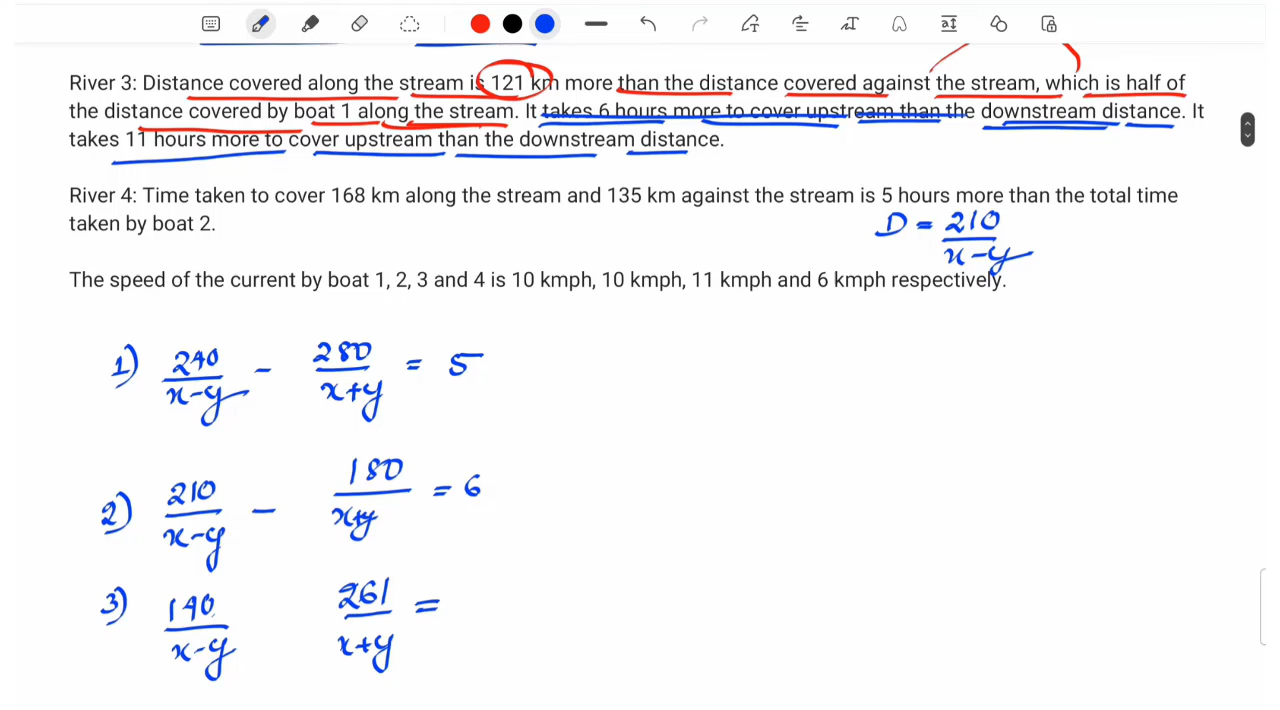 River 3: Distance covered along the stream is 121 km more than the distance covered against the stream, which is half of
the distance covered by boat 1 along the stream. It takes 6 hours more to cover upstream than the downstream distance. It
takes 11 hours more to cover upstream than the downstream distance.
River 4: Time taken to cover 168 km along the stream and 135 km against the stream is 5 hours more than the total time
taken by boat 2.
D = 210
x-y
The speed of the current by boat 1, 2, 3 and 4 is 10 kmph, 10 kmph, 11 kmph and 6 kmph respectively.
1) 240 - 280 = 5
x-y x+y
2) 210 - 180 = 6
x-y x+y
3) 140 261 =
x-y x+y